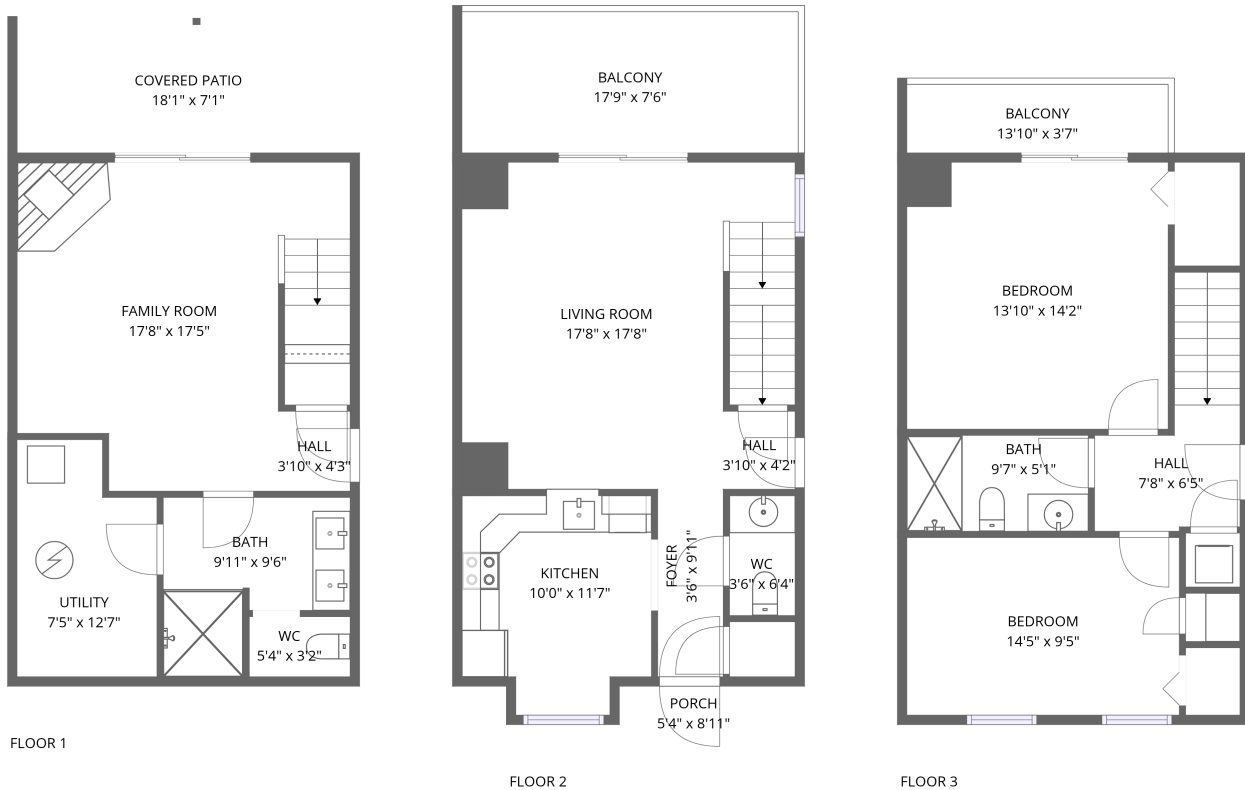 COVERED PATIO
18'1" x 7'1"
FAMILY ROOM
17'8" x 17'5"
HALL
3'10" x 4'3"
BATH
9'11" x 9'6"
UTILITY
7'5" x 12'7"
WC
5'4" x 3'2"
FLOOR 1
BALCONY
17'9" x 7'6"
LIVING ROOM
17'8" x 17'8"
HALL
3'10" x 4'2"
KITCHEN
10'0" x 11'7"
FOYER
3'6" x 9'11"
WC
3'6" x 6'4"
PORCH
5'4" x 8'11"
FLOOR 2
BALCONY
13'10" x 3'7"
BEDROOM
13'10" x 14'2"
BATH
9'7" x 5'1"
HALL
7'8" x 6'5"
BEDROOM
14'5" x 9'5"
FLOOR 3